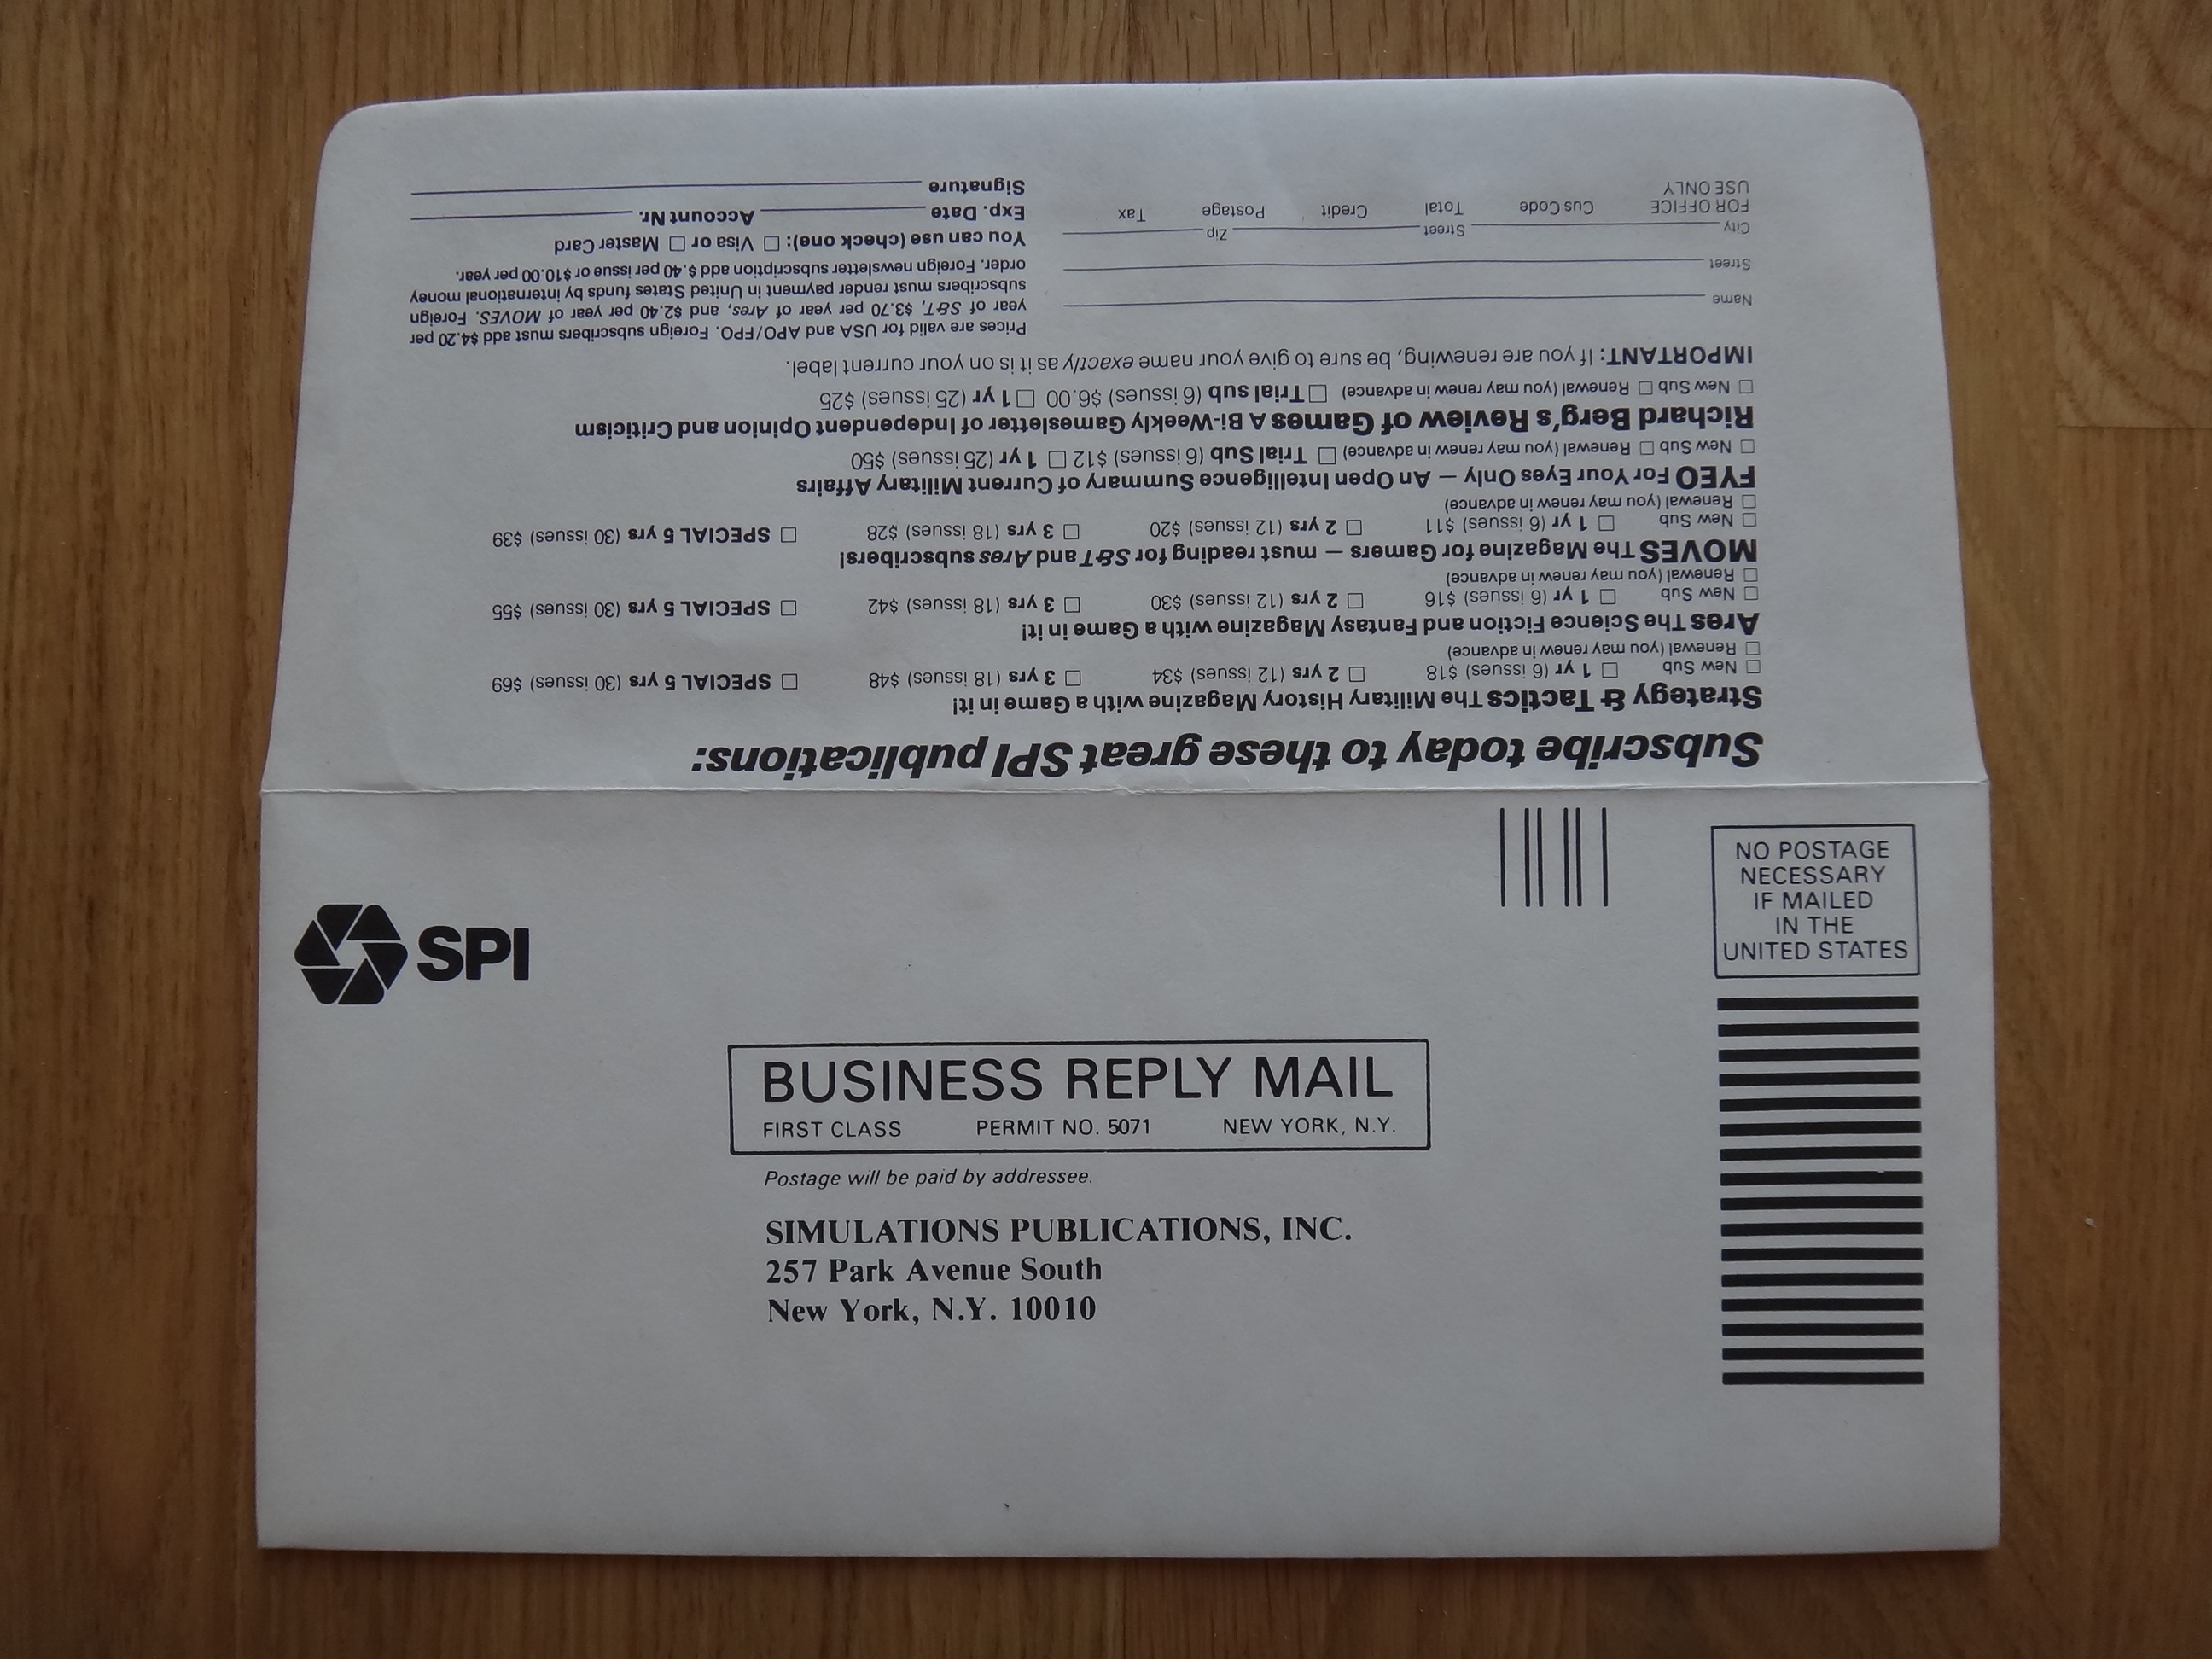 Subscribe today to these great SPI publications:
Strategy & Tactics The Military History Magazine with a Game in it!
□ New Sub □ 1 yr (6 issues) $18 □ 2 yrs (12 issues) $34 □ 3 yrs (18 issues) $48 □ SPECIAL 5 yrs (30 issues) $69
□ Renewal (you may renew in advance)
Ares The Science Fiction and Fantasy Magazine with a Game in it!
□ New Sub □ 1 yr (6 issues) $16 □ 2 yrs (12 issues) $30 □ 3 yrs (18 issues) $42 □ SPECIAL 5 yrs (30 issues) $55
□ Renewal (you may renew in advance)
MOVES The Magazine for Gamers — must reading for S&T and Ares subscribers!
□ New Sub □ 1 yr (6 issues) $11 □ 2 yrs (12 issues) $20 □ 3 yrs (18 issues) $28 □ SPECIAL 5 yrs (30 issues) $39
□ Renewal (you may renew in advance)
FYEO For Your Eyes Only — An Open Intelligence Summary of Current Military Affairs
□ New Sub □ Renewal (you may renew in advance) □ Trial Sub (6 issues) $12 □ 1 yr (25 issues) $50
Richard Berg's Review of Games A Bi-Weekly Gamesletter of Independent Opinion and Criticism
□ New Sub □ Renewal (you may renew in advance) □ Trial sub (6 issues) $6.00 □ 1 yr (25 issues) $25
IMPORTANT: If you are renewing, be sure to give your name exactly as it is on your current label.
Name
Street
City Street Zip
FOR OFFICE USE ONLY Cus Code Total Credit Postage Tax
Prices are valid for USA and APO/FPO. Foreign subscribers must add $4.20 per
year of S&T, $3.70 per year of Ares, and $2.40 per year of MOVES. Foreign
subscribers must render payment in United States funds by international money
order. Foreign newsletter subscription add $.40 per issue or $10.00 per year.
You can use (check one): □ Visa or □ Master Card
Exp. Date Account Nr.
Signature
SPI
NO POSTAGE
NECESSARY
IF MAILED
IN THE
UNITED STATES
BUSINESS REPLY MAIL
FIRST CLASS PERMIT NO. 5071 NEW YORK, N.Y.
Postage will be paid by addressee.
SIMULATIONS PUBLICATIONS, INC.
257 Park Avenue South
New York, N.Y. 10010